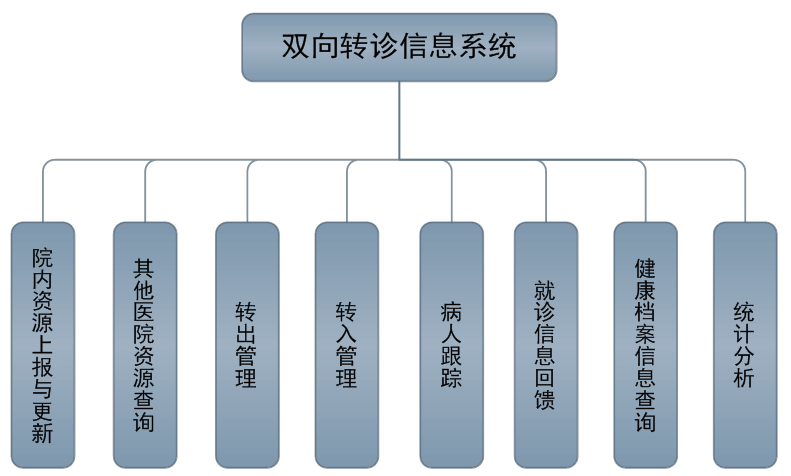 双向转诊信息系统
院内资源上报与更新
其他医院资源查询
转出管理
转入管理
病人跟踪
就诊信息回馈
健康档案信息查询
统计分析